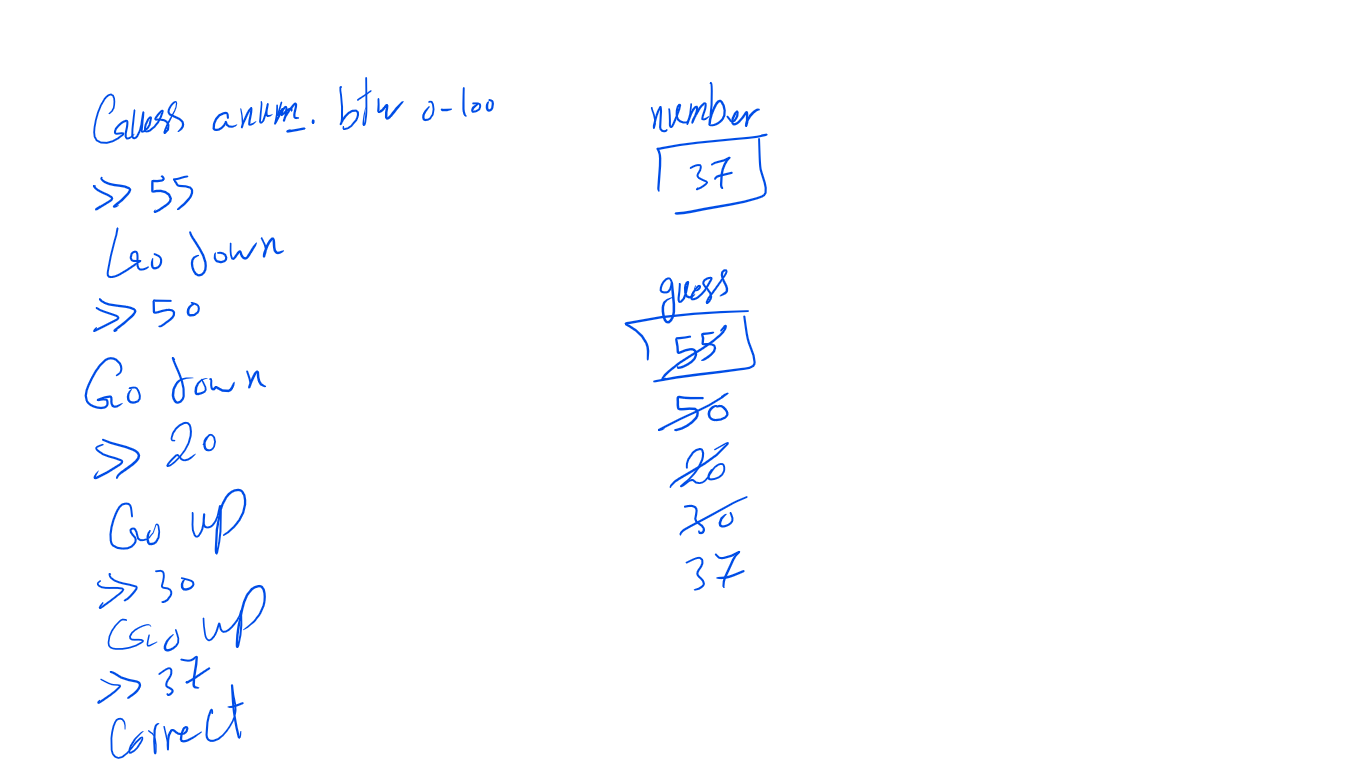 Guess a num. btw 0-100
>> 55
Go down
>> 50
Go down
>> 20
Go up
>> 30
Go up
>> 37
Correct
number
37
guess
55
50
20
30
37